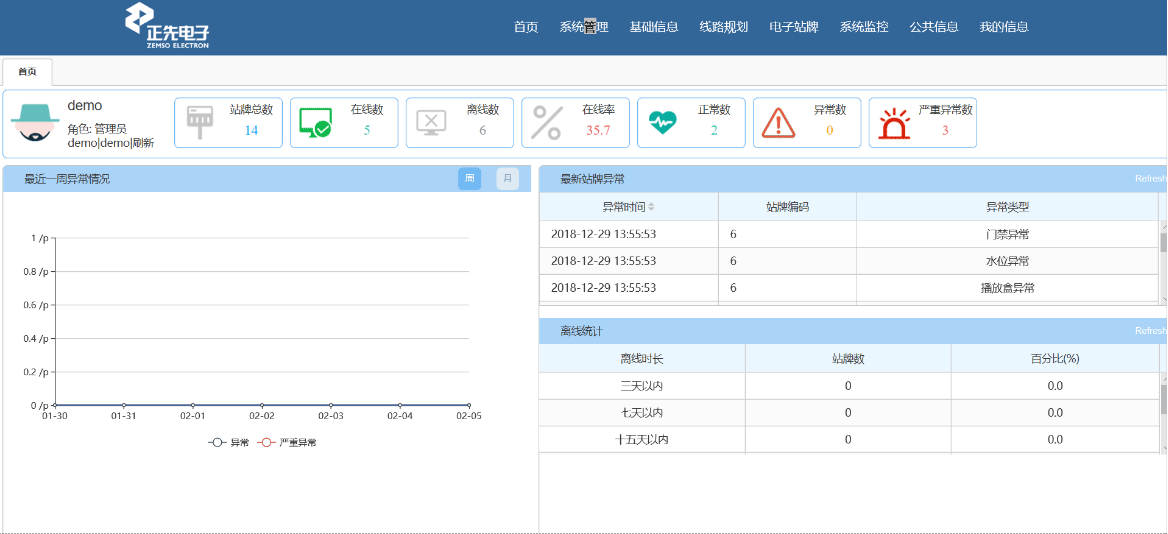 正先电子
ZEMSO ELECTRON
首页 系统管理 基础信息 线路规划 电子站牌 系统监控 公共信息 我的信息
首页
demo
角色: 管理员
demo|demo|刷新
站牌总数
14
在线数
5
离线数
6
在线率
35.7
正常数
2
异常数
0
严重异常数
3
最近一周异常情况 周 月
1 /p
0.8 /p
0.6 /p
0.4 /p
0.2 /p
0 /p
01-30 01-31 02-01 02-02 02-03 02-04 02-05
异常 严重异常
最新站牌异常 Refresh
异常时间 站牌编码 异常类型
2018-12-29 13:55:53 6 门禁异常
2018-12-29 13:55:53 6 水位异常
2018-12-29 13:55:53 6 播放盒异常
离线统计 Refresh
离线时长 站牌数 百分比(%)
三天以内 0 0.0
七天以内 0 0.0
十五天以内 0 0.0